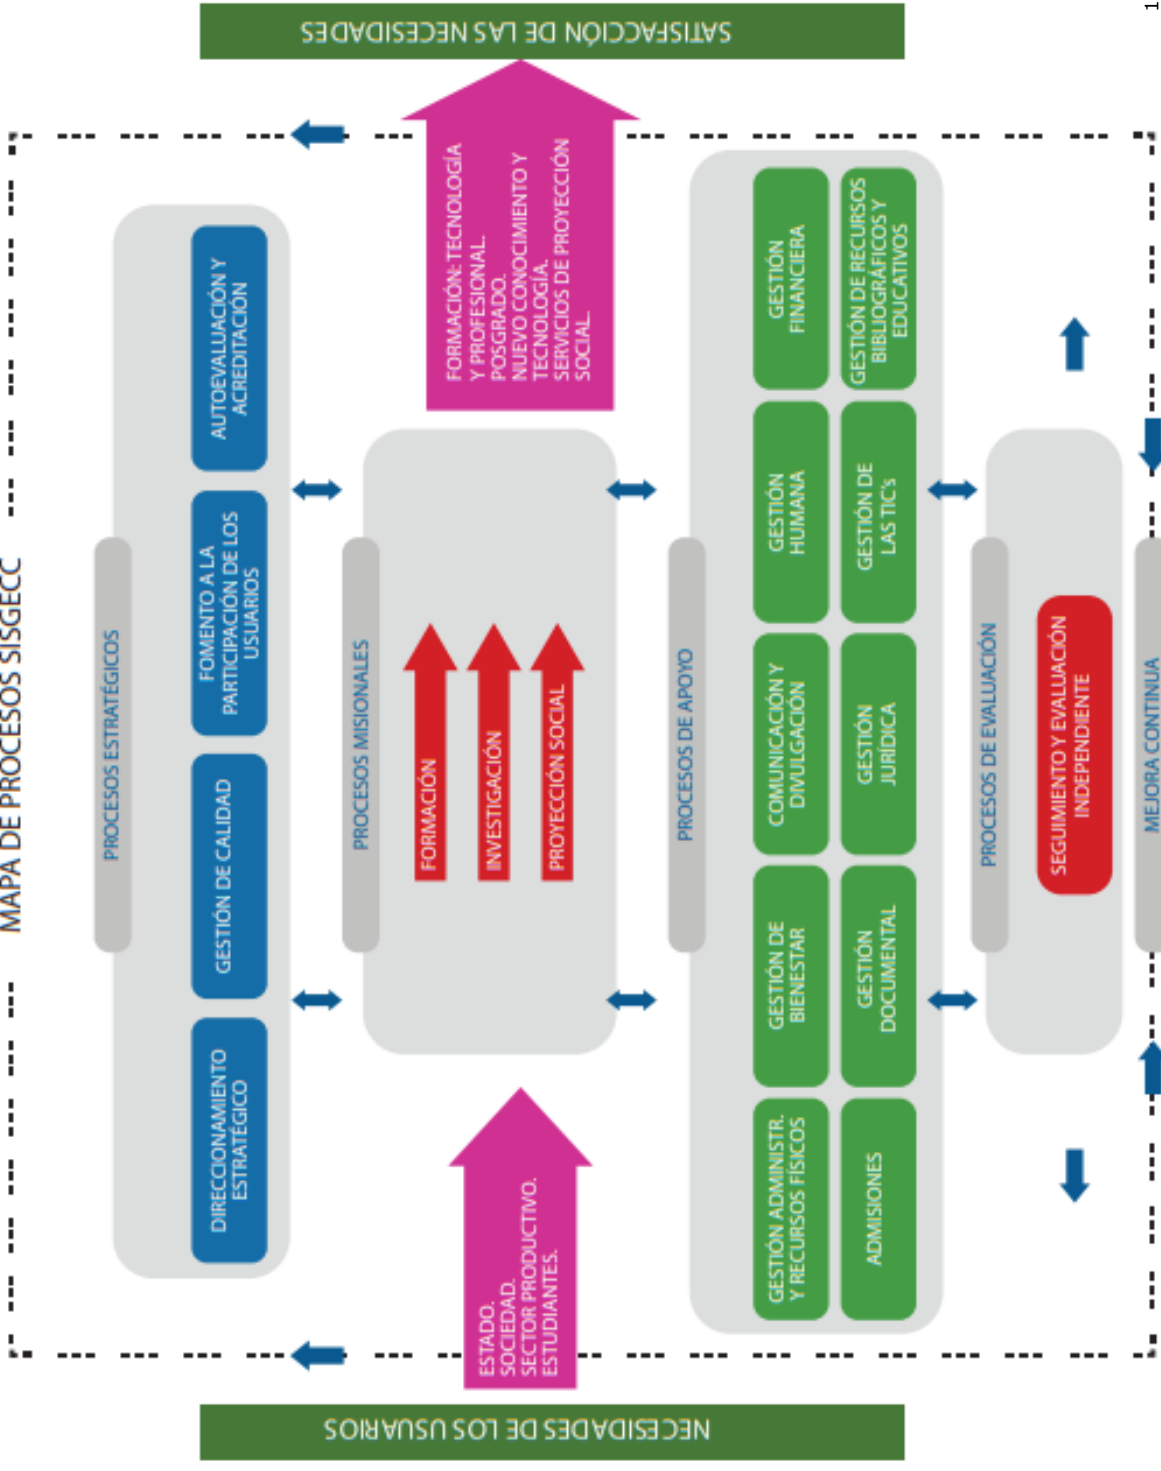 MAPA DE PROCESOS SISGECC
NECESIDADES DE LOS USUARIOS
ESTADO.
SOCIEDAD.
SECTOR PRODUCTIVO.
ESTUDIANTES.
PROCESOS ESTRATÉGICOS
DIRECCIONAMIENTO
ESTRATÉGICO
GESTIÓN DE CALIDAD
FOMENTO A LA
PARTICIPACIÓN DE LOS
USUARIOS
AUTOEVALUACIÓN Y
ACREDITACIÓN
PROCESOS MISIONALES
FORMACIÓN
INVESTIGACIÓN
PROYECCIÓN SOCIAL
FORMACIÓN: TECNOLOGÍA
Y PROFESIONAL.
POSGRADO.
NUEVO CONOCIMIENTO Y
TECNOLOGÍA.
SERVICIOS DE PROYECCIÓN
SOCIAL.
SATISFACCIÓN DE LAS NECESIDADES
PROCESOS DE APOYO
GESTIÓN ADMINISTR.
Y RECURSOS FÍSICOS
GESTIÓN DE
BIENESTAR
COMUNICACIÓN Y
DIVULGACIÓN
GESTIÓN
HUMANA
GESTIÓN
FINANCIERA
ADMISIONES
GESTIÓN
DOCUMENTAL
GESTIÓN
JURÍDICA
GESTIÓN DE
LAS TIC's
GESTIÓN DE RECURSOS
BIBLIOGRÁFICOS Y
EDUCATIVOS
PROCESOS DE EVALUACIÓN
SEGUIMIENTO Y EVALUACIÓN
INDEPENDIENTE
MEJORA CONTINUA
1